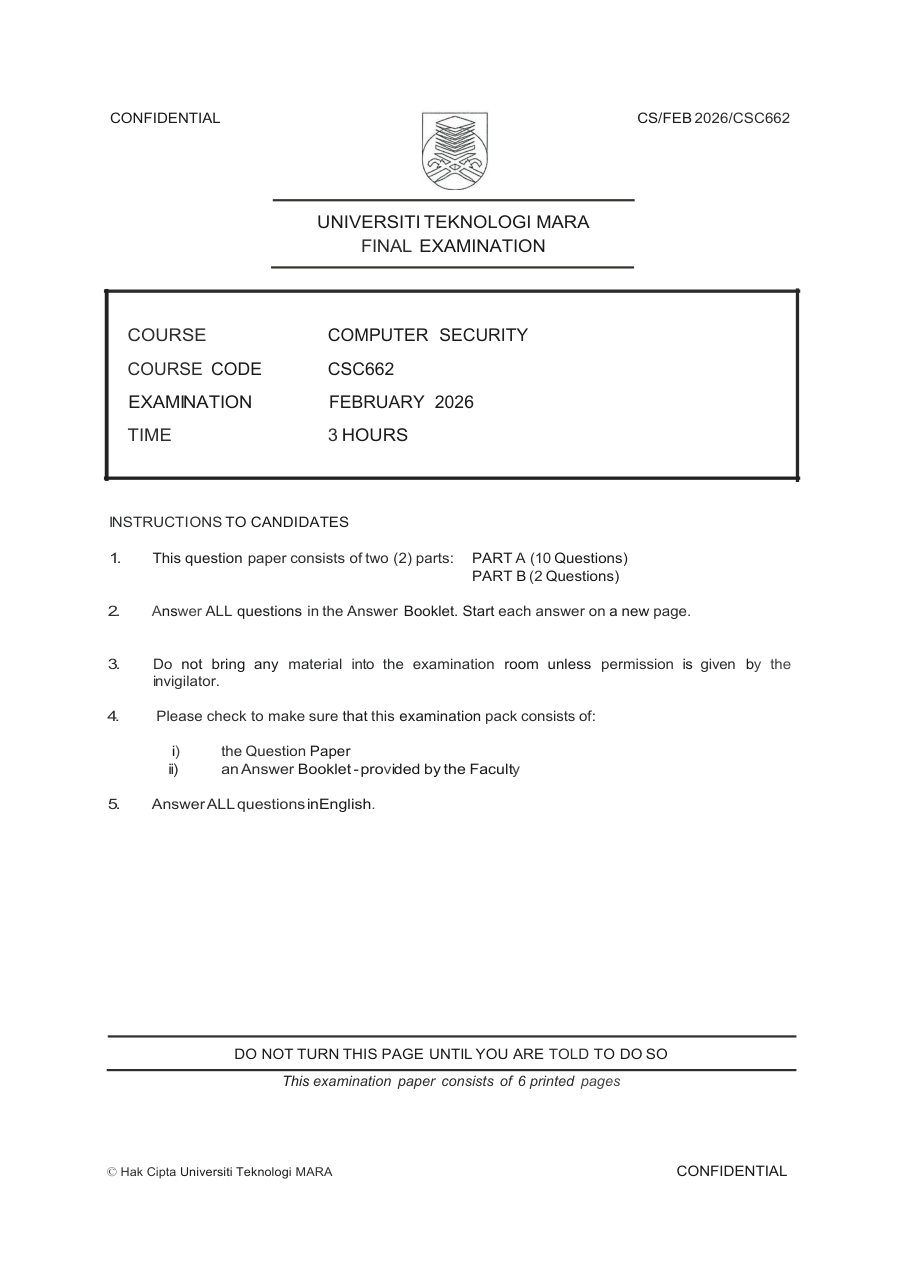 CONFIDENTIAL
CS/FEB 2026/CSC662
UNIVERSITI TEKNOLOGI MARA
FINAL EXAMINATION
COURSE COMPUTER SECURITY
COURSE CODE CSC662
EXAMINATION FEBRUARY 2026
TIME 3 HOURS
INSTRUCTIONS TO CANDIDATES
1. This question paper consists of two (2) parts: PART A (10 Questions)
PART B (2 Questions)
2. Answer ALL questions in the Answer Booklet. Start each answer on a new page.
3. Do not bring any material into the examination room unless permission is given by the
invigilator.
4. Please check to make sure that this examination pack consists of:
i) the Question Paper
ii) an Answer Booklet - provided by the Faculty
5. Answer ALL questions in English.
DO NOT TURN THIS PAGE UNTIL YOU ARE TOLD TO DO SO
This examination paper consists of 6 printed pages
© Hak Cipta Universiti Teknologi MARA
CONFIDENTIAL